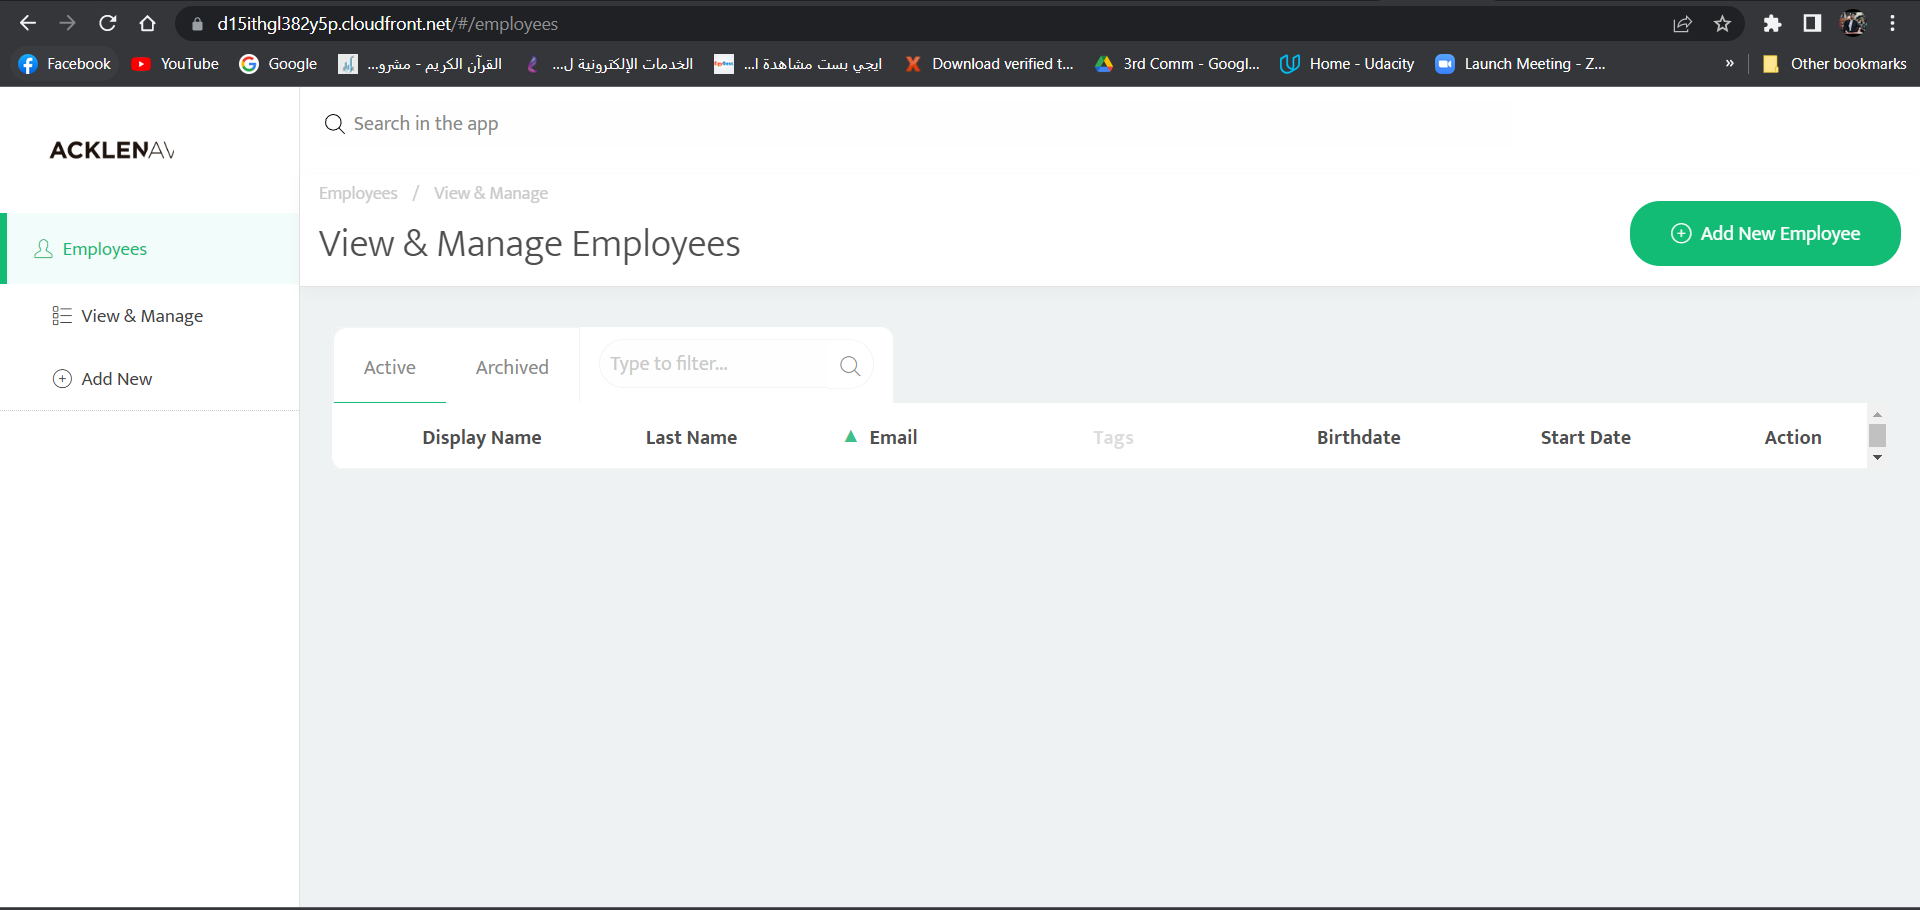 d15ithgl382y5p.cloudfront.net/#/employees
Facebook
YouTube
Google
القرآن الكريم - مشرو...
الخدمات الإلكترونية ل...
ايجي بست مشاهدة ا...
Download verified t...
3rd Comm - Googl...
Home - Udacity
Launch Meeting - Z...
»
Other bookmarks
ACKLENAV
Search in the app
Employees / View & Manage
View & Manage Employees
Add New Employee
Employees
View & Manage
Add New
Active
Archived
Type to filter...
Display Name
Last Name
Email
Tags
Birthdate
Start Date
Action